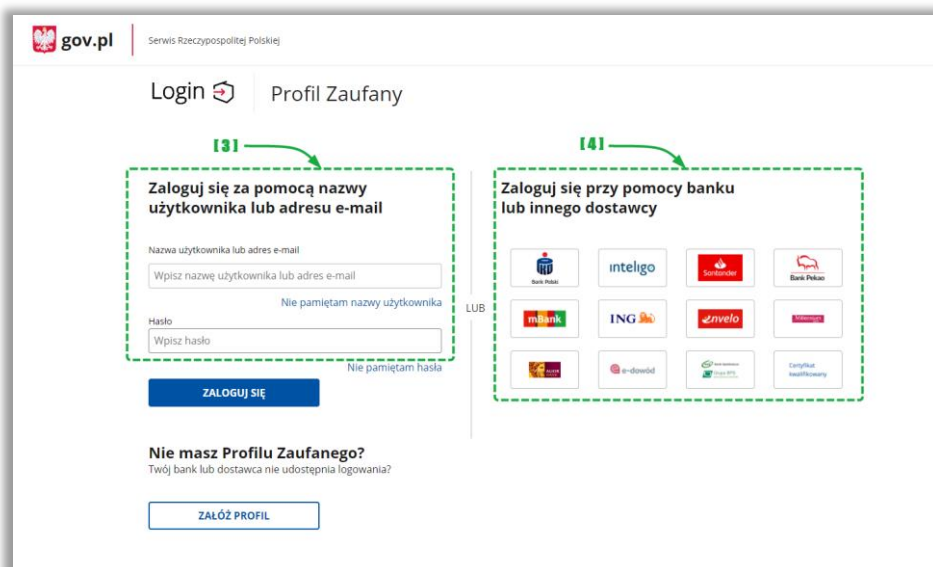 gov.pl
Serwis Rzeczypospolitej Polskiej
Login
Profil Zaufany
[3]
[4]
Zaloguj się za pomocą nazwy
użytkownika lub adresu e-mail
Nazwa użytkownika lub adres e-mail
Wpisz nazwę użytkownika lub adres e-mail
Nie pamiętam nazwy użytkownika
Hasło
Wpisz hasło
Nie pamiętam hasła
ZALOGUJ SIĘ
LUB
Zaloguj się przy pomocy banku
lub innego dostawcy
Bank Polski
inteligo
Santander
Bank Pekao
mBank
ING
envelo
Millennium
e-dowód
Grupa BPS
Certyfikat
kwalifikowany
Nie masz Profilu Zaufanego?
Twój bank lub dostawca nie udostępnia logowania?
ZAŁÓŻ PROFIL